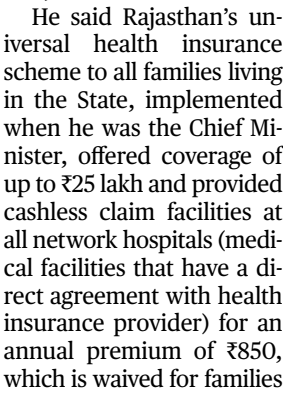 He said Rajasthan's un-
iversal health insurance
scheme to all families living
in the State, implemented
when he was the Chief Mi-
nister, offered coverage of
up to ₹25 lakh and provided
cashless claim facilities at
all network hospitals (medi-
cal facilities that have a di-
rect agreement with health
insurance provider) for an
annual premium of ₹850,
which is waived for families